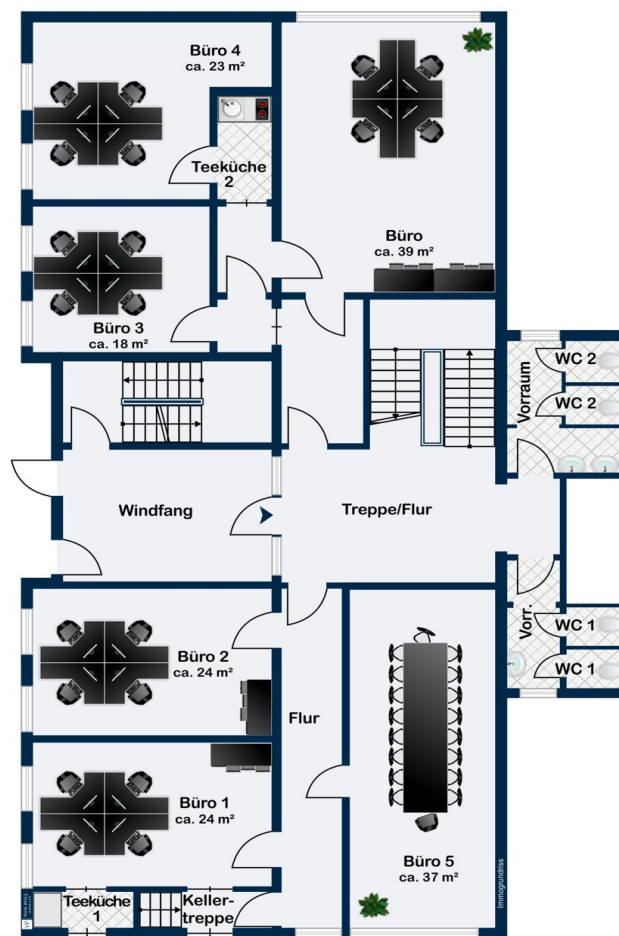 Büro 4
ca. 23 m²
Teeküche
2
Büro
ca. 39 m²
Büro 3
ca. 18 m²
WC 2
WC 2
Vorraum
Windfang
Treppe/Flur
Vorr.
WC 1
WC 1
Büro 2
ca. 24 m²
Flur
Büro 1
ca. 24 m²
Büro 5
ca. 37 m²
Teeküche
1
Keller-
treppe
Immogrundriss
VON POLL